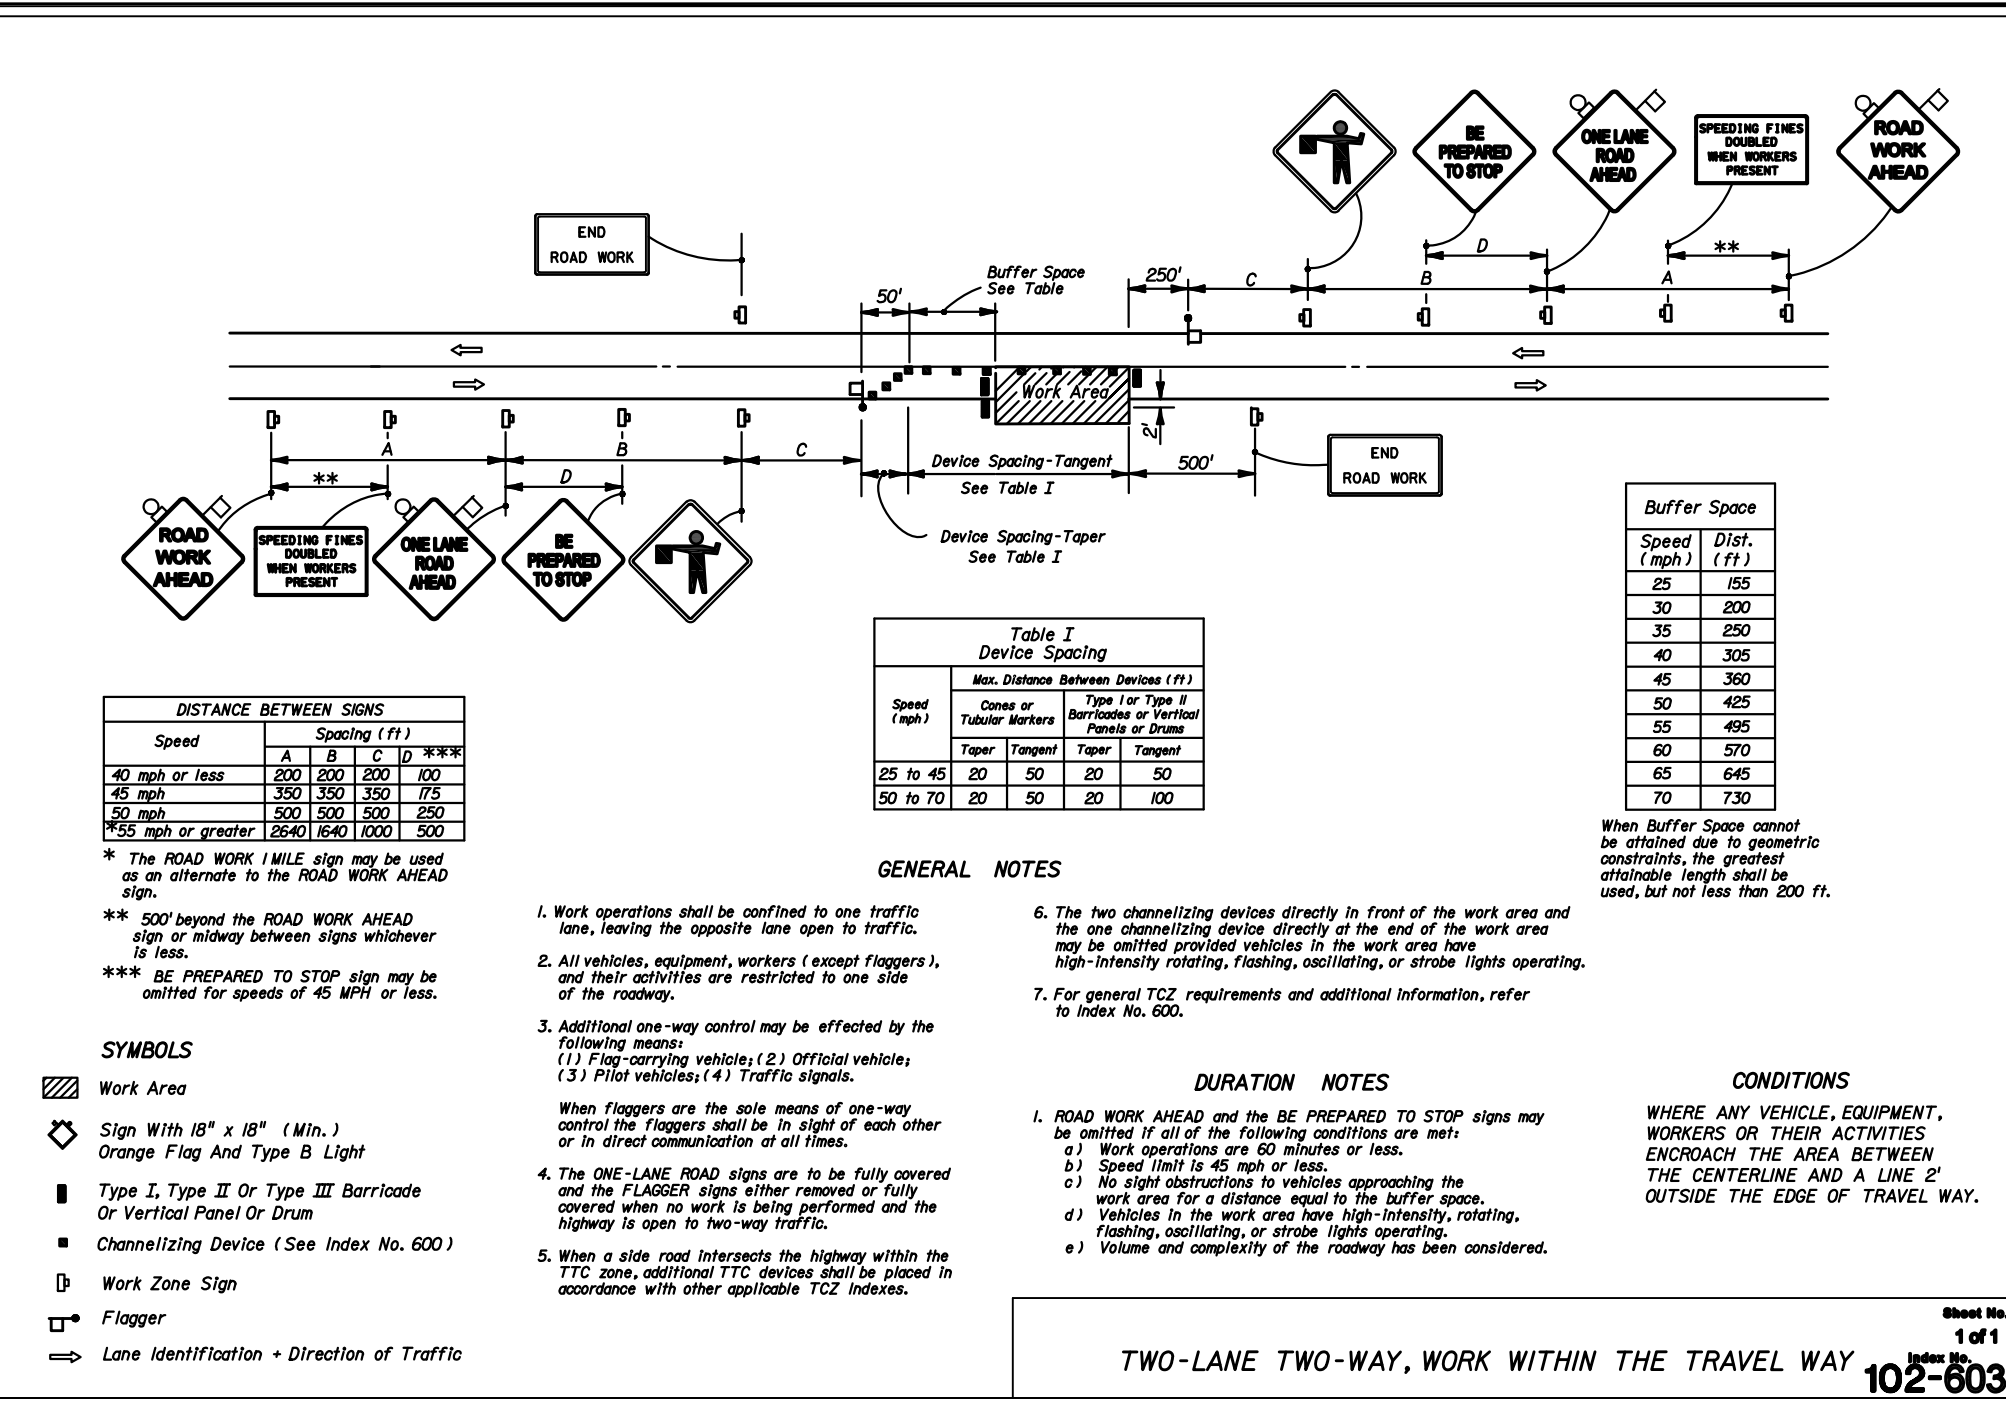 ROAD
WORK
AHEAD
SPEEDING FINES
DOUBLED
WHEN WORKERS
PRESENT
ONE LANE
ROAD
AHEAD
BE
PREPARED
TO STOP
END
ROAD WORK
Buffer Space
See Table
50'
250'
C
B
D
A
**
BE
PREPARED
TO STOP
ONE LANE
ROAD
AHEAD
SPEEDING FINES
DOUBLED
WHEN WORKERS
PRESENT
ROAD
WORK
AHEAD
Work Area
2'
A
B
C
**
D
Device Spacing-Tangent
See Table I
500'
Device Spacing-Taper
See Table I
END
ROAD WORK
Buffer Space
Speed (mph) Dist. (ft)
25 155
30 200
35 250
40 305
45 360
50 425
55 495
60 570
65 645
70 730
When Buffer Space cannot
be attained due to geometric
constraints, the greatest
attainable length shall be
used, but not less than 200 ft.
Table I
Device Spacing
Speed
(mph)
Max. Distance Between Devices (ft)
Cones or
Tubular Markers
Type I or Type II
Barricades or Vertical
Panels or Drums
Taper Tangent Taper Tangent
25 to 45 20 50 20 50
50 to 70 20 50 20 100
DISTANCE BETWEEN SIGNS
Speed
Spacing (ft)
A B C D ***
40 mph or less 200 200 200 100
45 mph 350 350 350 175
50 mph 500 500 500 250
*55 mph or greater 2640 1640 1000 500
* The ROAD WORK 1 MILE sign may be used
as an alternate to the ROAD WORK AHEAD
sign.
** 500' beyond the ROAD WORK AHEAD
sign or midway between signs whichever
is less.
*** BE PREPARED TO STOP sign may be
omitted for speeds of 45 MPH or less.
SYMBOLS
Work Area
Sign With 18" x 18" (Min.)
Orange Flag And Type B Light
Type I, Type II Or Type III Barricade
Or Vertical Panel Or Drum
Channelizing Device (See Index No. 600)
Work Zone Sign
Flagger
Lane Identification + Direction of Traffic
GENERAL NOTES
1. Work operations shall be confined to one traffic
lane, leaving the opposite lane open to traffic.
2. All vehicles, equipment, workers (except flaggers),
and their activities are restricted to one side
of the roadway.
3. Additional one-way control may be effected by the
following means:
(1) Flag-carrying vehicle; (2) Official vehicle;
(3) Pilot vehicles; (4) Traffic signals.
When flaggers are the sole means of one-way
control the flaggers shall be in sight of each other
or in direct communication at all times.
4. The ONE-LANE ROAD signs are to be fully covered
and the FLAGGER signs either removed or fully
covered when no work is being performed and the
highway is open to two-way traffic.
5. When a side road intersects the highway within the
TTC zone, additional TTC devices shall be placed in
accordance with other applicable TCZ Indexes.
6. The two channelizing devices directly in front of the work area and
the one channelizing device directly at the end of the work area
may be omitted provided vehicles in the work area have
high-intensity rotating, flashing, oscillating, or strobe lights operating.
7. For general TCZ requirements and additional information, refer
to Index No. 600.
DURATION NOTES
1. ROAD WORK AHEAD and the BE PREPARED TO STOP signs may
be omitted if all of the following conditions are met:
a) Work operations are 60 minutes or less.
b) Speed limit is 45 mph or less.
c) No sight obstructions to vehicles approaching the
work area for a distance equal to the buffer space.
d) Vehicles in the work area have high-intensity, rotating,
flashing, oscillating, or strobe lights operating.
e) Volume and complexity of the roadway has been considered.
CONDITIONS
WHERE ANY VEHICLE, EQUIPMENT,
WORKERS OR THEIR ACTIVITIES
ENCROACH THE AREA BETWEEN
THE CENTERLINE AND A LINE 2'
OUTSIDE THE EDGE OF TRAVEL WAY.
TWO-LANE TWO-WAY, WORK WITHIN THE TRAVEL WAY
Sheet No.
1 of 1
Index No.
102-603